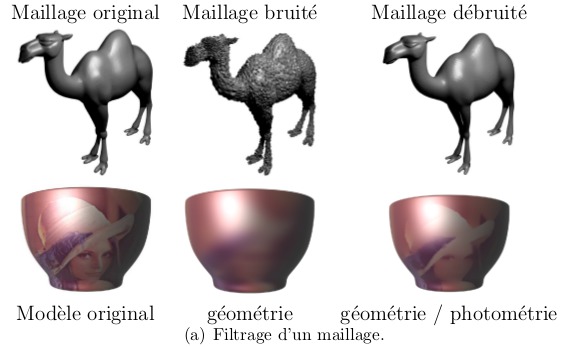 Maillage original Maillage bruité Maillage débruité
Modèle original géométrie géométrie / photométrie
(a) Filtrage d'un maillage.